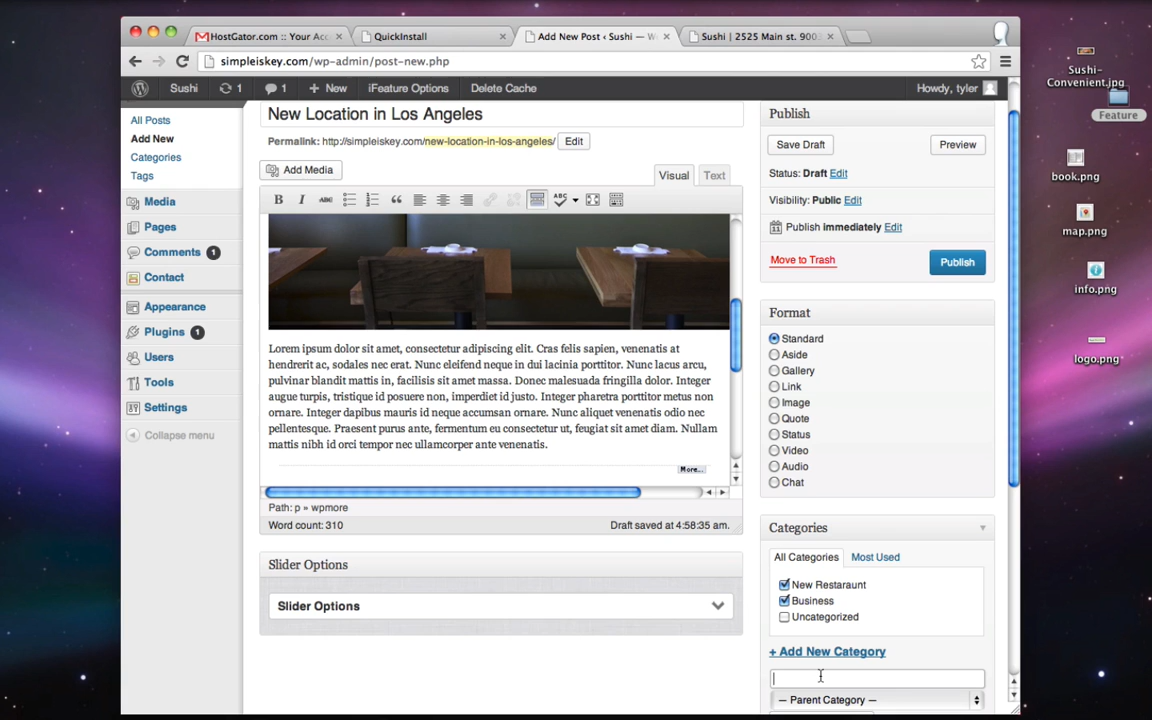 HostGator.com :: Your Acc
QuickInstall
Add New Post ‹ Sushi — W
Sushi | 2525 Main st. 900
simpleiskey.com/wp-admin/post-new.php
Sushi
1
1
+ New
iFeature Options
Delete Cache
Howdy, tyler
All Posts
Add New
Categories
Tags
Media
Pages
Comments 1
Contact
Appearance
Plugins 1
Users
Tools
Settings
Collapse menu
New Location in Los Angeles
Permalink: http://simpleiskey.com/new-location-in-los-angeles/ Edit
Add Media
Visual
Text
B I ABC
ABC
Lorem ipsum dolor sit amet, consectetur adipiscing elit. Cras felis sapien, venenatis at
hendrerit ac, sodales nec erat. Nunc eleifend neque in dui lacinia porttitor. Nunc lacus arcu,
pulvinar blandit mattis in, facilisis sit amet massa. Donec malesuada fringilla dolor. Integer
augue turpis, tristique id posuere non, imperdiet id justo. Integer pharetra porttitor metus non
ornare. Integer dapibus mauris id neque accumsan ornare. Nunc aliquet venenatis odio nec
pellentesque. Praesent purus ante, fermentum eu consectetur ut, feugiat sit amet diam. Nullam
mattis nibh id orci tempor nec ullamcorper ante venenatis.
More...
Path: p » wpmore
Word count: 310
Draft saved at 4:58:35 am.
Slider Options
Slider Options
Publish
Save Draft
Preview
Status: Draft Edit
Visibility: Public Edit
Publish immediately Edit
Move to Trash
Publish
Format
Standard
Aside
Gallery
Link
Image
Quote
Status
Video
Audio
Chat
Categories
All Categories
Most Used
New Restaraunt
Business
Uncategorized
+ Add New Category
— Parent Category —
Sushi-
Convenient.jpg
Feature
book.png
map.png
info.png
logo.png